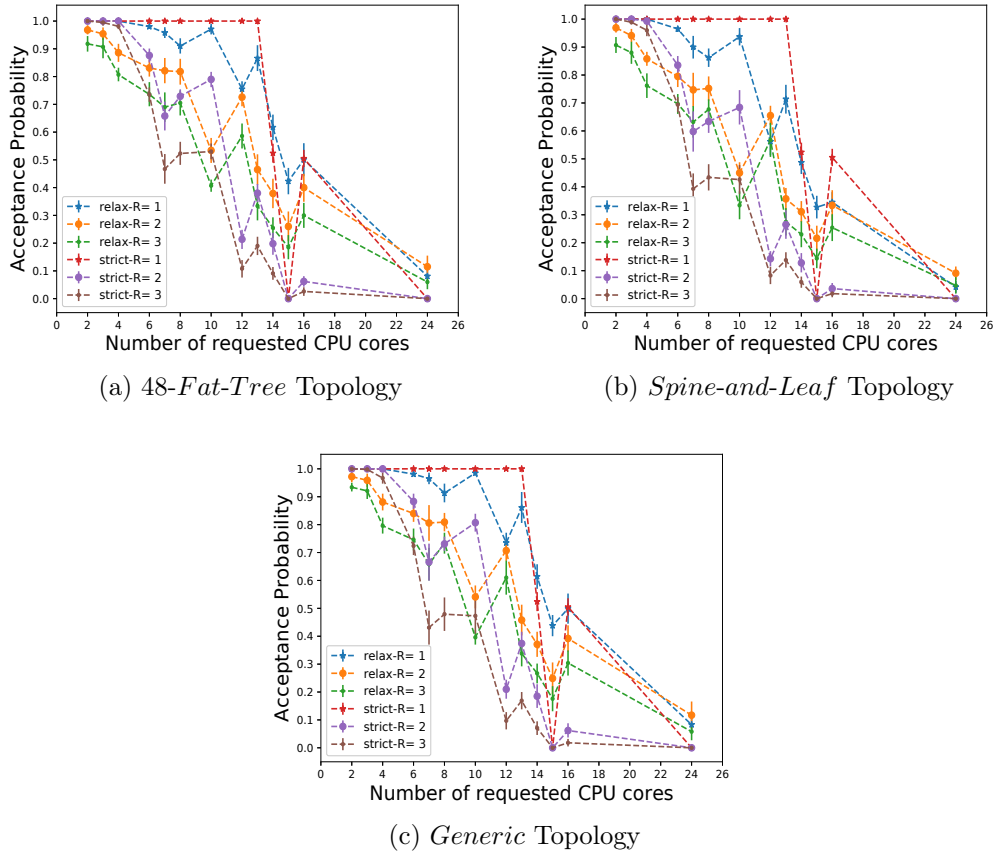 Acceptance Probability
1.0
0.9
0.8
0.7
0.6
0.5
0.4
0.3
0.2
0.1
0.0
relax-R= 1
relax-R= 2
relax-R= 3
strict-R= 1
strict-R= 2
strict-R= 3
0 2 4 6 8 10 12 14 16 18 20 22 24 26
Number of requested CPU cores
(a) 48-Fat-Tree Topology
Acceptance Probability
1.0
0.9
0.8
0.7
0.6
0.5
0.4
0.3
0.2
0.1
0.0
relax-R= 1
relax-R= 2
relax-R= 3
strict-R= 1
strict-R= 2
strict-R= 3
0 2 4 6 8 10 12 14 16 18 20 22 24 26
Number of requested CPU cores
(b) Spine-and-Leaf Topology
Acceptance Probability
1.0
0.9
0.8
0.7
0.6
0.5
0.4
0.3
0.2
0.1
0.0
relax-R= 1
relax-R= 2
relax-R= 3
strict-R= 1
strict-R= 2
strict-R= 3
0 2 4 6 8 10 12 14 16 18 20 22 24 26
Number of requested CPU cores
(c) Generic Topology